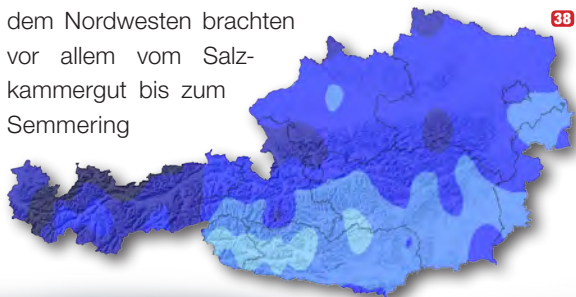 dem Nordwesten brachten
vor allem vom Salz-
kammergut bis zum
Semmering
38